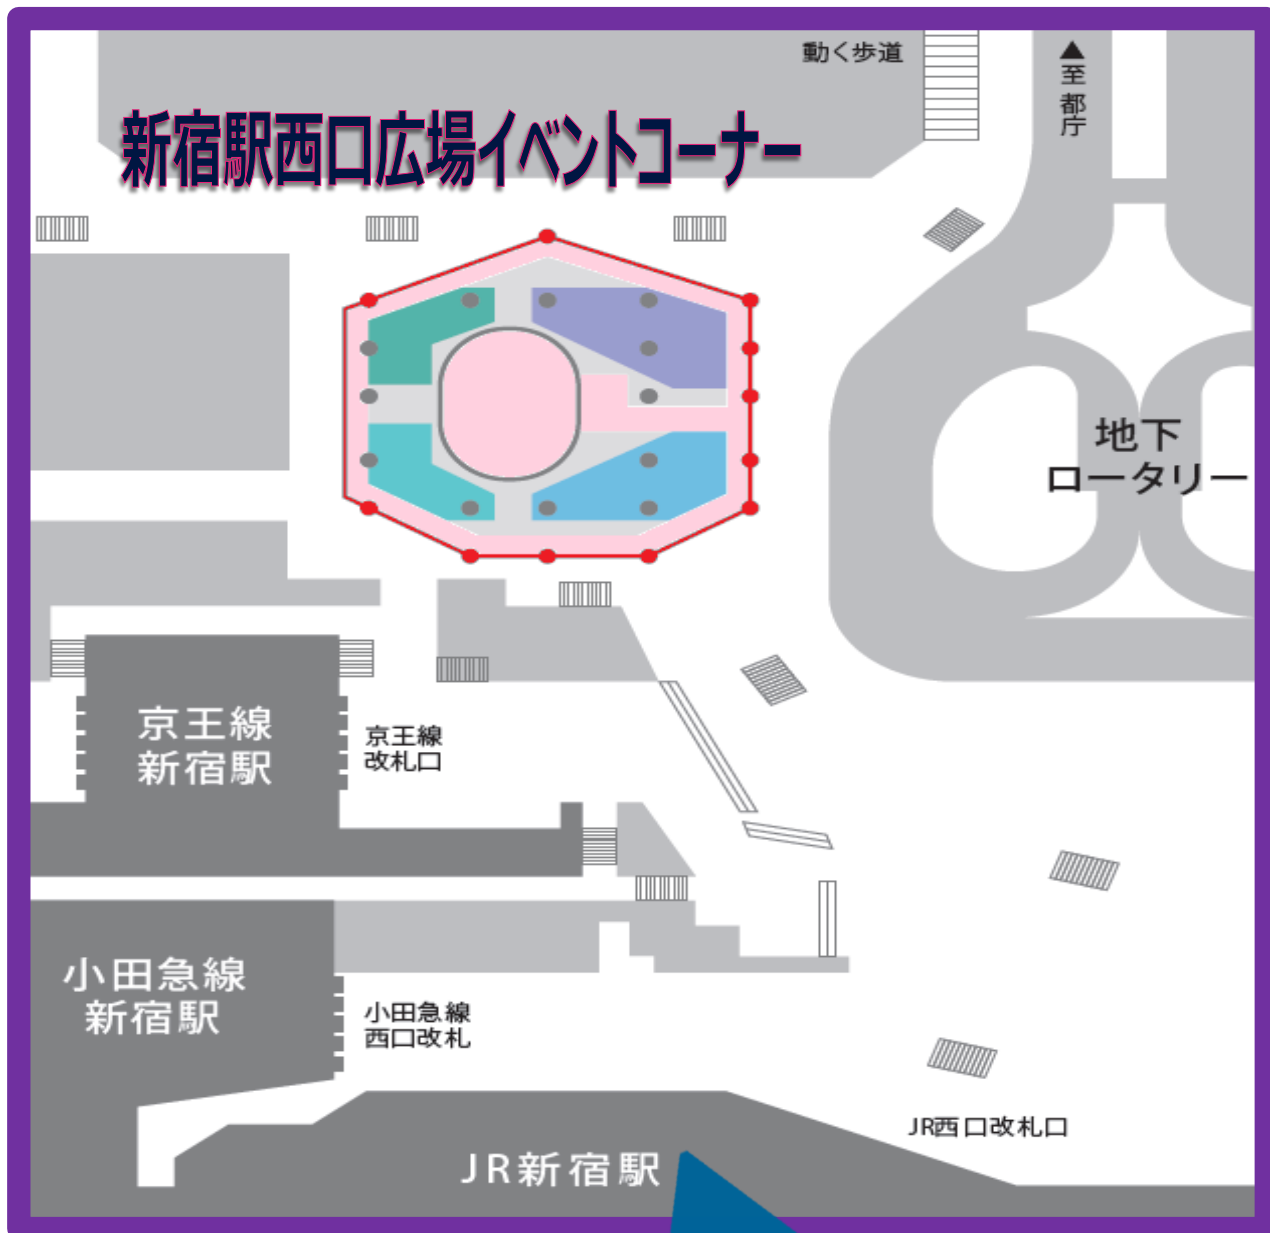 動く歩道
▲至都庁
新宿駅西口広場イベントコーナー
地下
ロータリー
京王線
新宿駅
京王線
改札口
小田急線
新宿駅
小田急線
西口改札
JR西口改札口
JR新宿駅